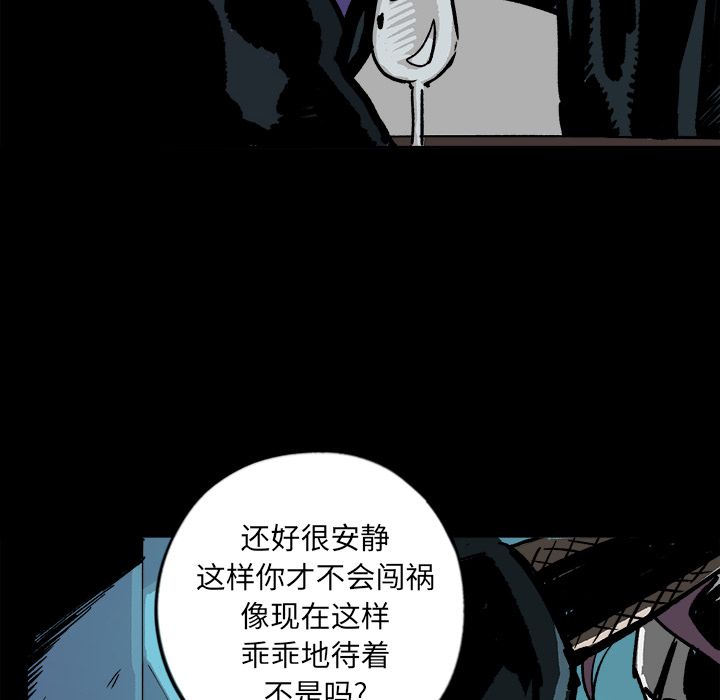 还好很安静
这样你才不会闯祸
像现在这样
乖乖地待着
不是吗?